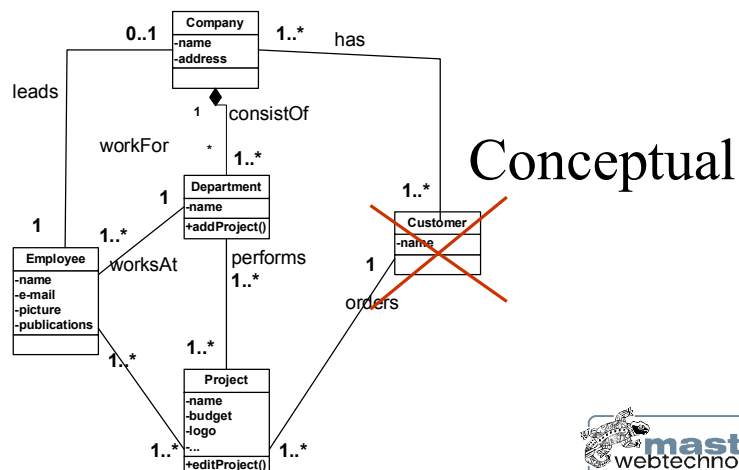 Company
-name
-address
0..1
1..*
has
leads
1
consistOf
workFor
*
1..*
Conceptual
Department
-name
+addProject()
1
1..*
worksAt
1
Employee
-name
-e-mail
-picture
-publications
performs
1..*
1..*
Customer
-name
1
orders
1..*
1..*
Project
-name
-budget
-logo
-...
+editProject()
1..*
1..*
mast
webtechno